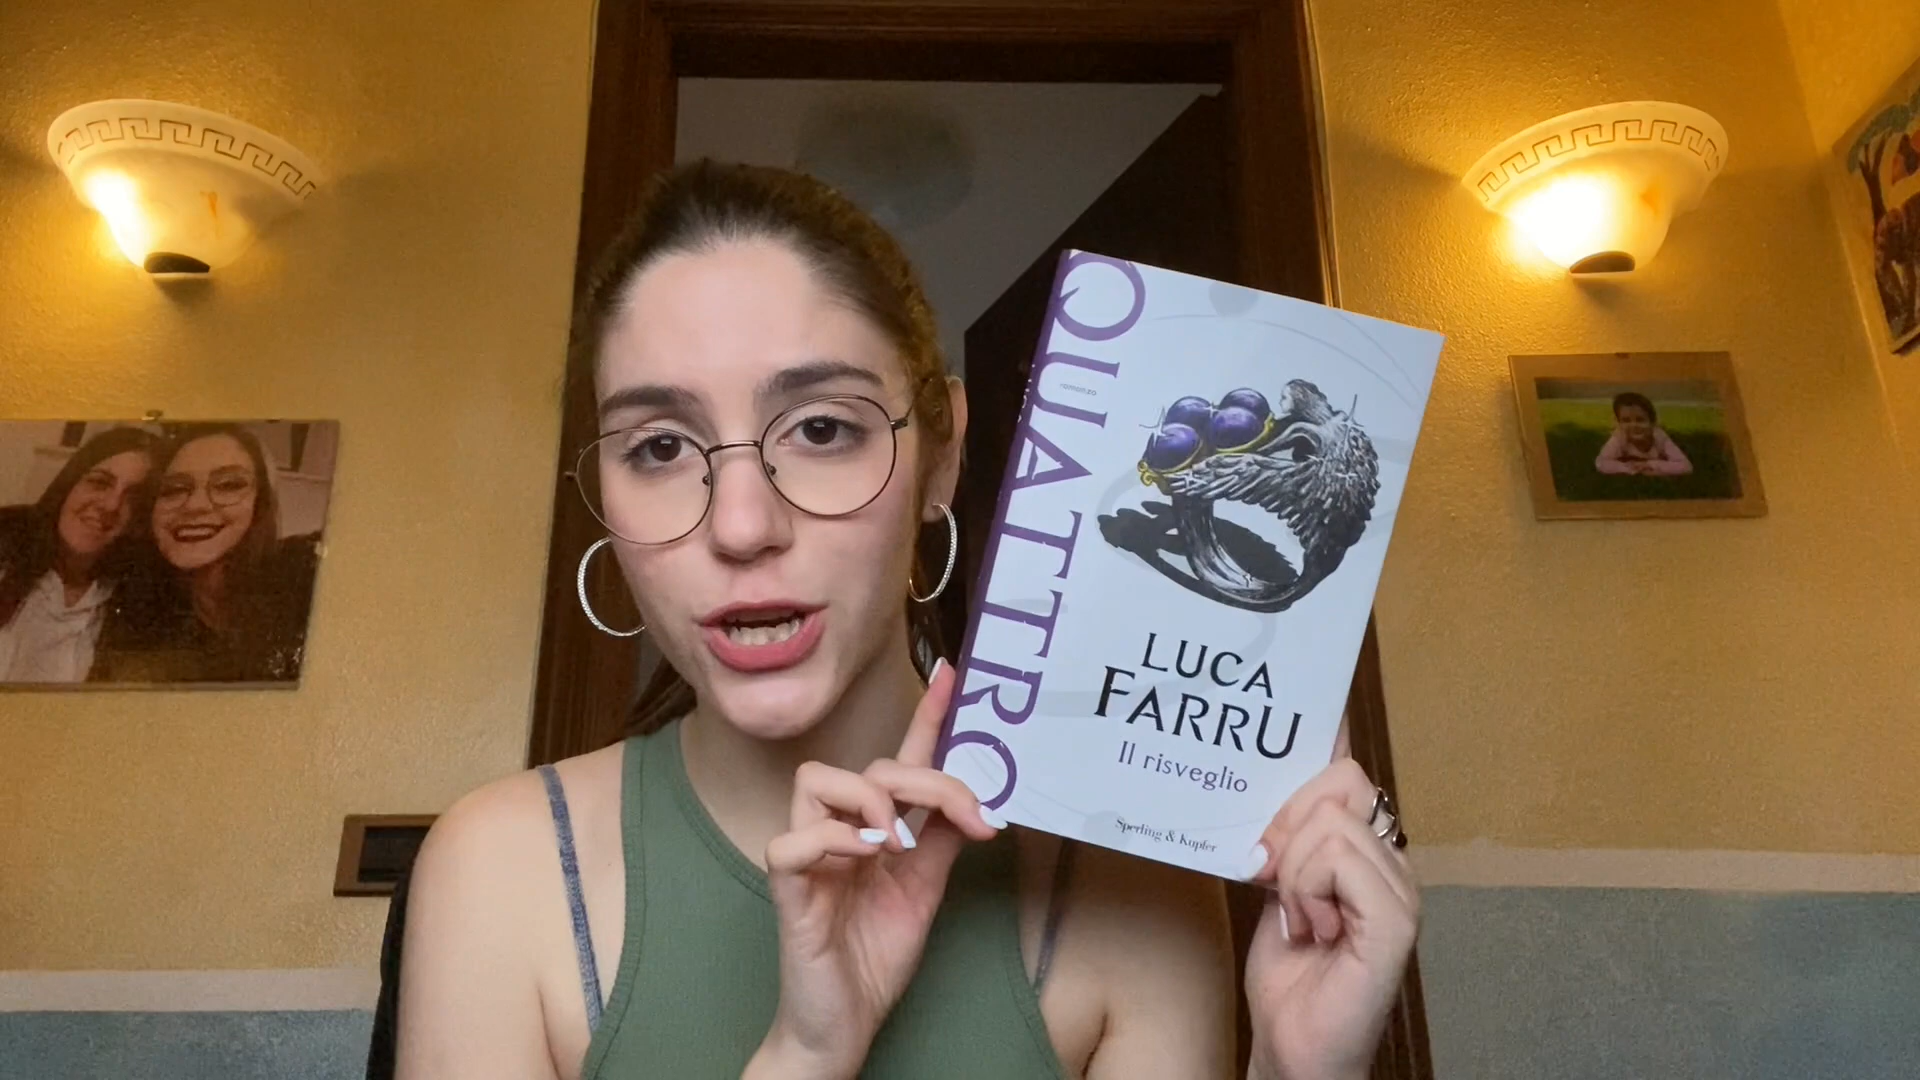 QUATTRO
romanzo
LUCA
FARRU
Il risveglio
Sperling & Kupfer